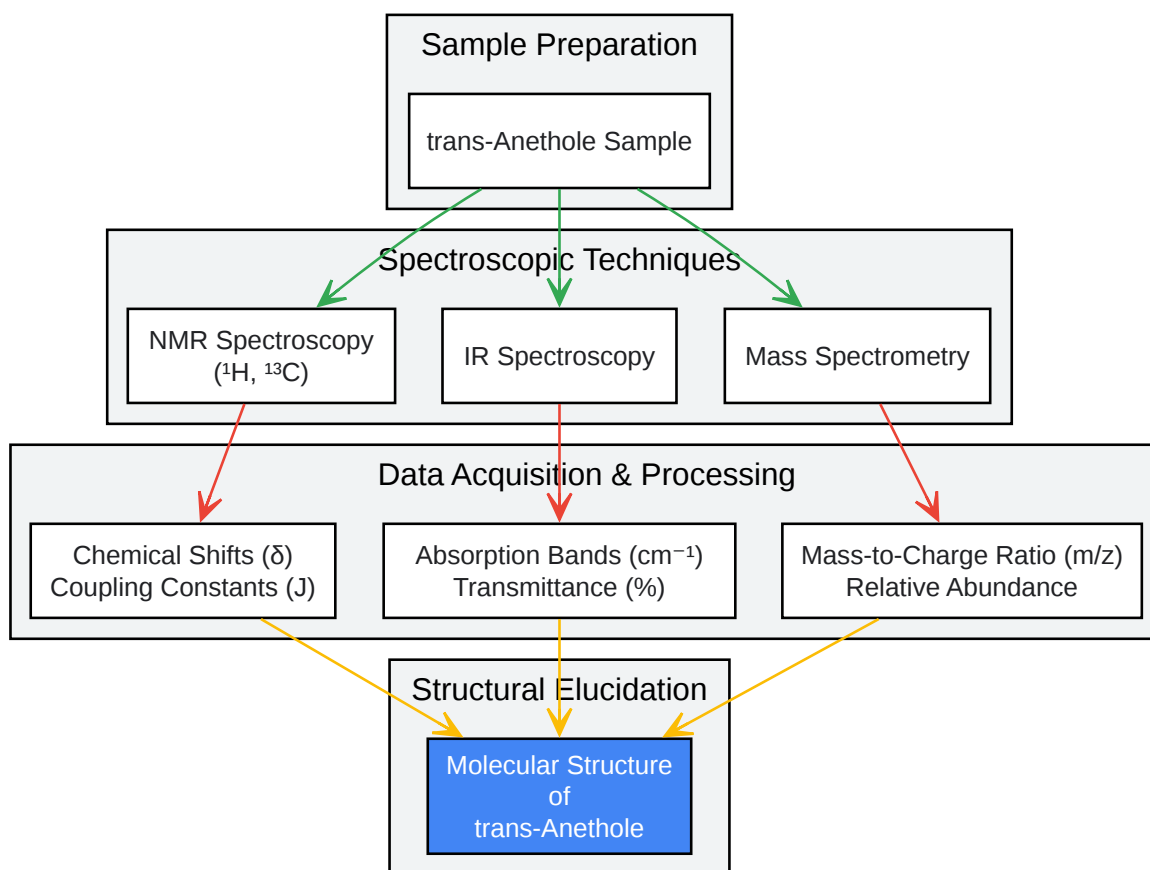 Sample Preparation
trans-Anethole Sample
Spectroscopic Techniques
NMR Spectroscopy
(¹H, ¹³C)
IR Spectroscopy
Mass Spectrometry
Data Acquisition & Processing
Chemical Shifts (δ)
Coupling Constants (J)
Absorption Bands (cm⁻¹)
Transmittance (%)
Mass-to-Charge Ratio (m/z)
Relative Abundance
Structural Elucidation
Molecular Structure
of
trans-Anethole